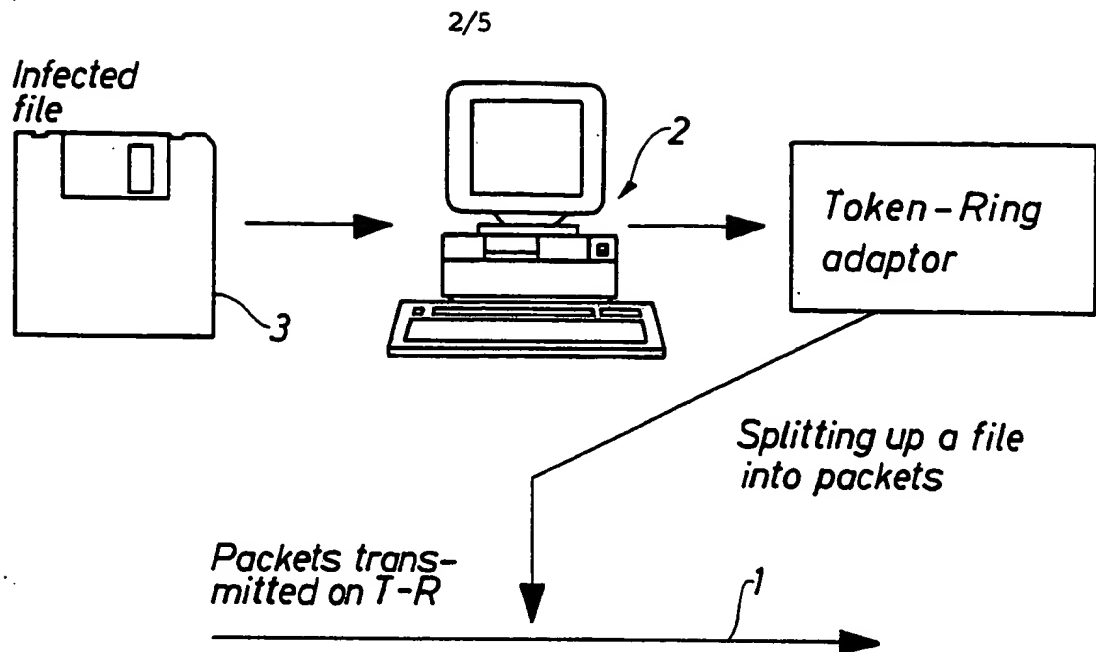 2/5
Infected
file
2
Token-Ring
adaptor
3
Splitting up a file
into packets
Packets trans-
mitted on T-R
1